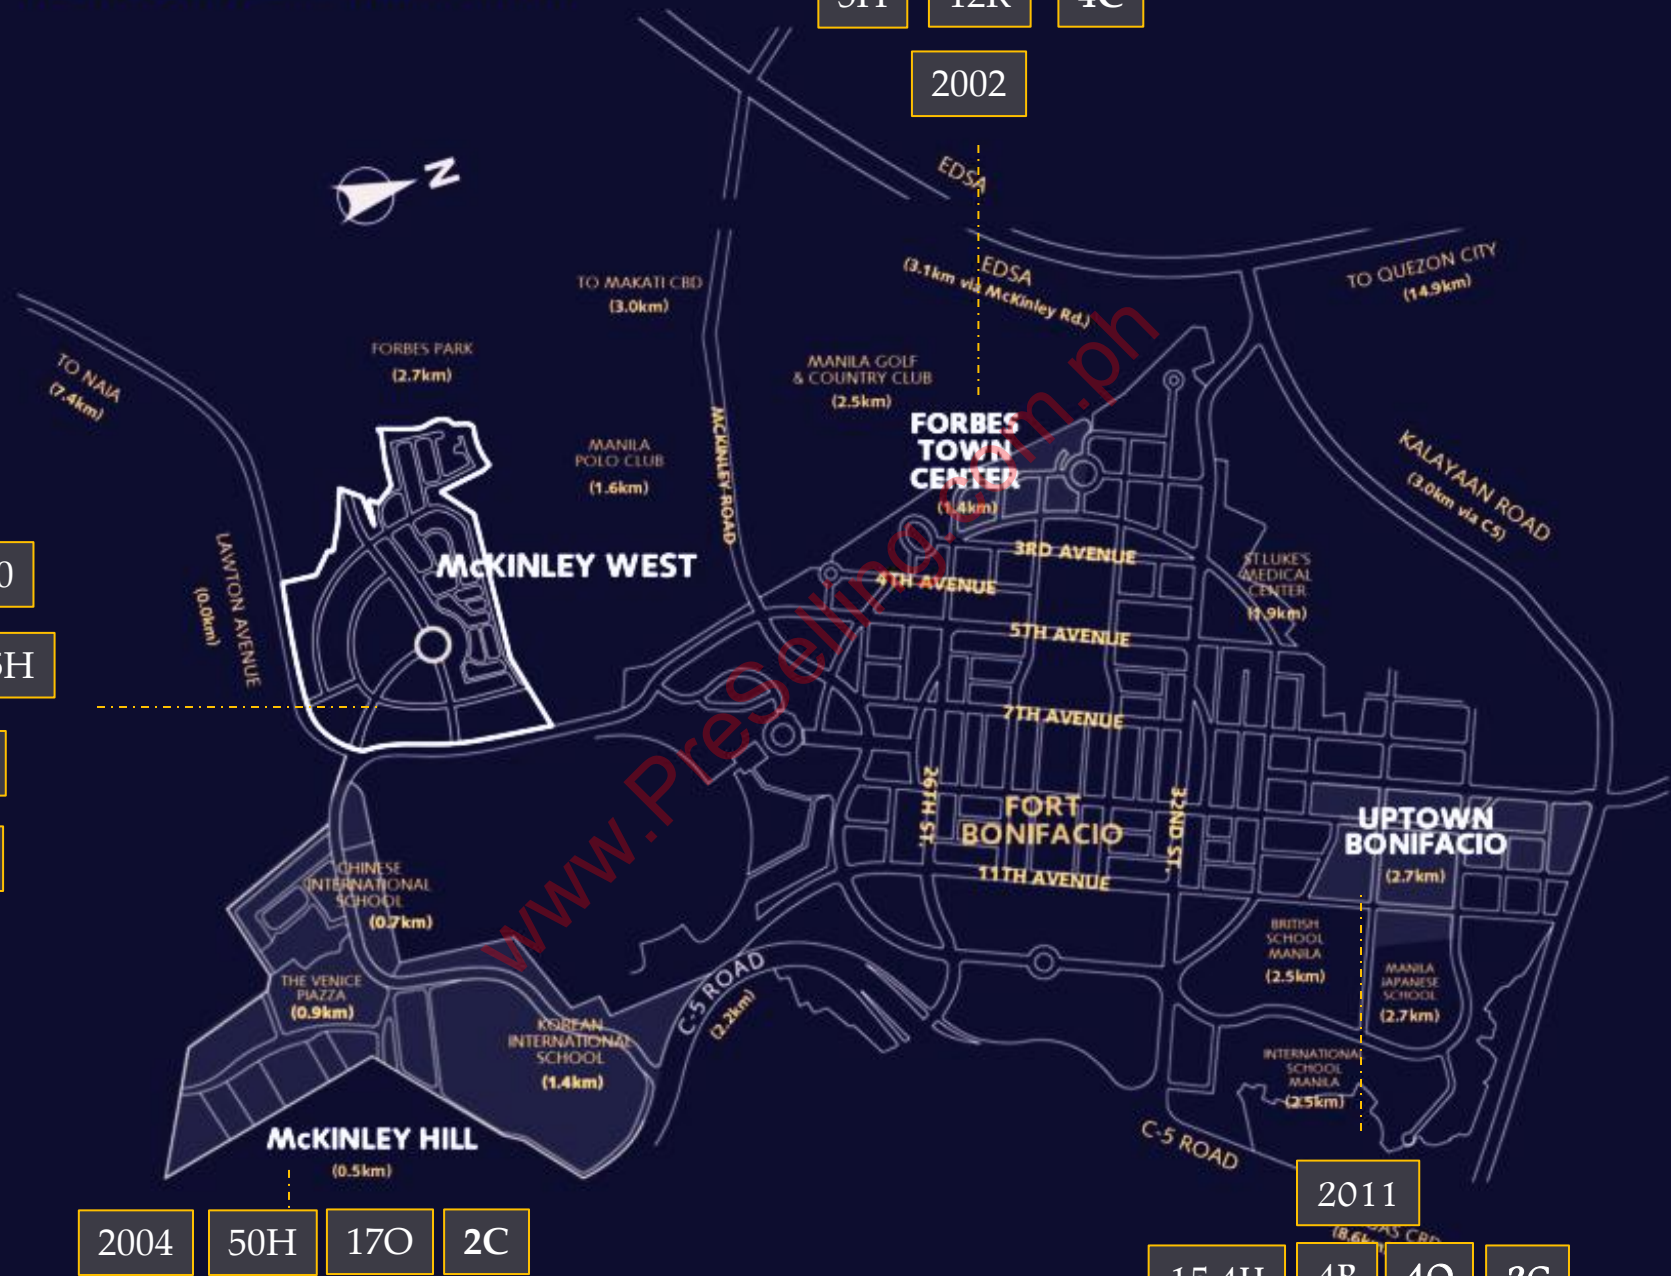 5H 12R 4C
2002
N
EDSA
EDSA
(3.1km via McKinley Rd.)
TO QUEZON CITY
(14.9km)
TO MAKATI CBD
(3.0km)
FORBES PARK
(2.7km)
MANILA GOLF
& COUNTRY CLUB
(2.5km)
TO NAIA
(7.4km)
MCKINLEY ROAD
FORBES
TOWN
CENTER
(1.4km)
MANILA
POLO CLUB
(1.6km)
KALAYAAN ROAD
(3.0km via C5)
LAWTON AVENUE
(0.0km)
McKINLEY WEST
3RD AVENUE
4TH AVENUE
ST.LUKE'S
MEDICAL
CENTER
(1.9km)
5TH AVENUE
7TH AVENUE
26TH ST.
32ND ST.
FORT
BONIFACIO
11TH AVENUE
UPTOWN
BONIFACIO
(2.7km)
CHINESE
INTERNATIONAL
SCHOOL
(0.7km)
THE VENICE
PIAZZA
(0.9km)
KOREAN
INTERNATIONAL
SCHOOL
(1.4km)
C-5 ROAD
(2.2km)
BRITISH
SCHOOL
MANILA
(2.5km)
MANILA
JAPANESE
SCHOOL
(2.7km)
INTERNATIONAL
SCHOOL
MANILA
(2.5km)
C-5 ROAD
McKINLEY HILL
(0.5km)
2011
2004 50H 17O 2C
4O
www.PreSelling.com.ph